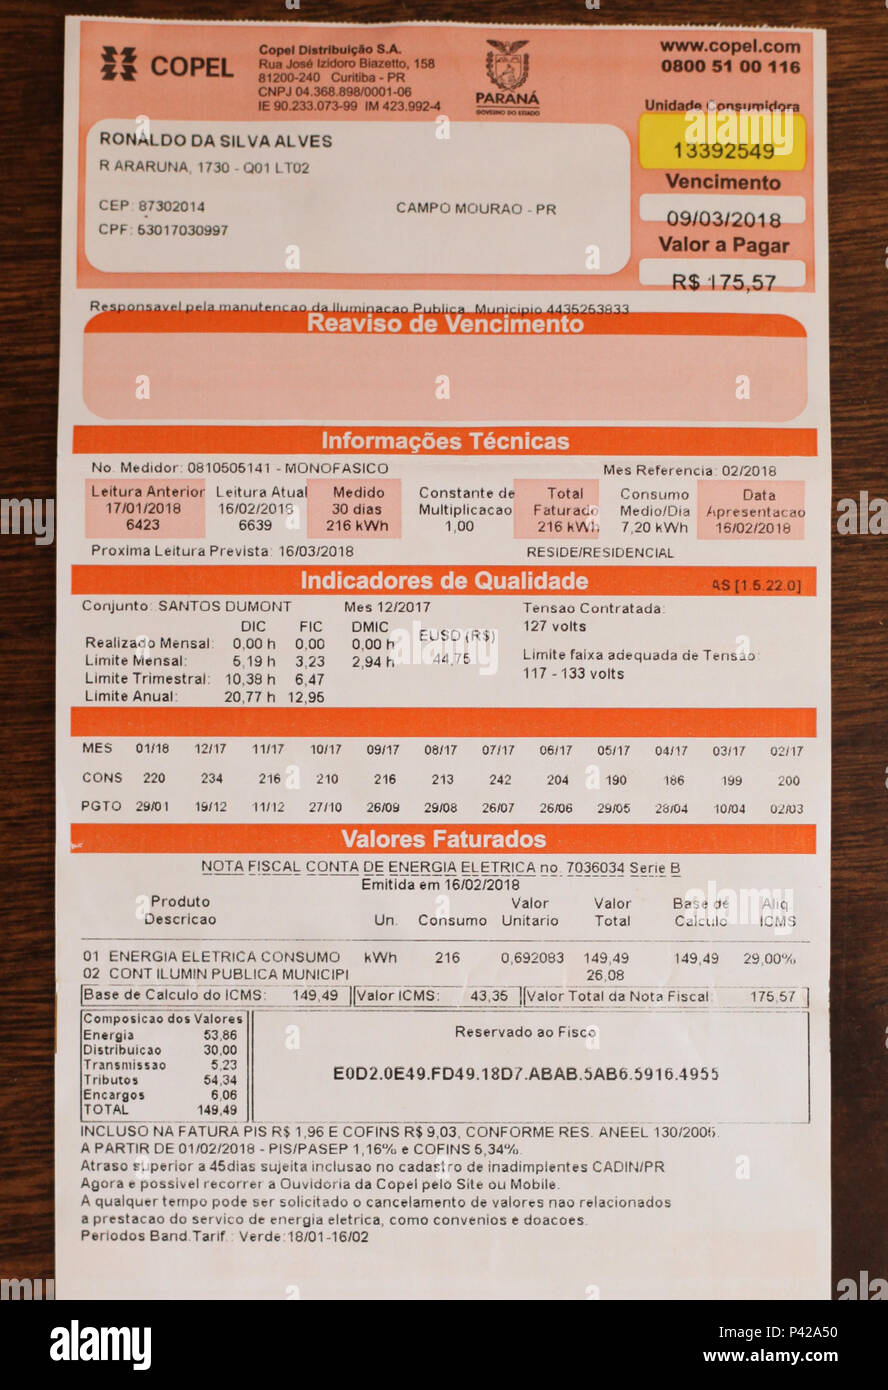 COPEL
Copel Distribuição S.A.
Rua José Izidoro Biazetto, 158
81200-240 Curitiba - PR
CNPJ 04.368.898/0001-06
IE 90.233.073-99 IM 423.992-4
PARANÁ
GOVERNO DO ESTADO
www.copel.com
0800 51 00 116
Unidade Consumidora
13392549
Vencimento
09/03/2018
Valor a Pagar
R$ 175,57
RONALDO DA SILVA ALVES
R ARARUNA, 1730 - Q01 LT02
CEP: 87302014 CAMPO MOURAO - PR
CPF: 53017030997
Responsavel pela manutencao da Iluminacao Publica. Municipio 4435253833
Reaviso de Vencimento
Informações Técnicas
No. Medidor: 0810505141 - MONOFASICO Mes Referencia: 02/2018
Leitura Anterior Leitura Atual Medido Constante de Total Consumo Data
17/01/2018 16/02/2018 30 dias Multiplicacao Faturado Medio/Dia Apresentacao
6423 6639 216 kWh 1,00 216 kWh 7,20 kWh 16/02/2018
Proxima Leitura Prevista: 16/03/2018 RESIDE/RESIDENCIAL
Indicadores de Qualidade AS [1.5.22.0]
Conjunto: SANTOS DUMONT Mes 12/2017 Tensao Contratada:
DIC FIC DMIC EUSD (R$) 127 volts
Realizado Mensal: 0,00 h 0,00 0,00 h
Limite Mensal: 5,19 h 3,23 2,94 h 44,75 Limite faixa adequada de Tensao:
Limite Trimestral: 10,38 h 6,47 117 - 133 volts
Limite Anual: 20,77 h 12,95
MES 01/18 12/17 11/17 10/17 09/17 08/17 07/17 06/17 05/17 04/17 03/17 02/17
CONS 220 234 216 210 216 213 242 204 190 186 199 200
PGTO 29/01 19/12 11/12 27/10 26/09 29/08 26/07 26/06 29/05 28/04 10/04 02/03
Valores Faturados
NOTA FISCAL CONTA DE ENERGIA ELETRICA no. 7036034 Serie B
Emitida em 16/02/2018
Produto Valor Valor Base de Aliq
Descricao Un. Consumo Unitario Total Calculo ICMS
01 ENERGIA ELETRICA CONSUMO kWh 216 0,692083 149,49 149,49 29,00%
02 CONT ILUMIN PUBLICA MUNICIPI 26,08
Base de Calculo do ICMS: 149,49 Valor ICMS: 43,35 Valor Total da Nota Fiscal: 175,57
Composicao dos Valores
Energia 53,86
Distribuicao 30,00
Transmissao 5,23
Tributos 54,34
Encargos 6,06
TOTAL 149,49
Reservado ao Fisco
E0D2.0E49.FD49.18D7.ABAB.5AB6.5916.4955
INCLUSO NA FATURA PIS R$ 1,96 E COFINS R$ 9,03, CONFORME RES. ANEEL 130/2005.
A PARTIR DE 01/02/2018 - PIS/PASEP 1,16% e COFINS 5,34%.
Atraso superior a 45dias sujeita inclusao no cadastro de inadimplentes CADIN/PR
Agora e possivel recorrer a Ouvidoria da Copel pelo Site ou Mobile.
A qualquer tempo pode ser solicitado o cancelamento de valores nao relacionados
a prestacao do servico de energia eletrica, como convenios e doacoes.
Periodos Band.Tarif.: Verde:18/01-16/02
alamy
Image ID: P42A50
www.alamy.com